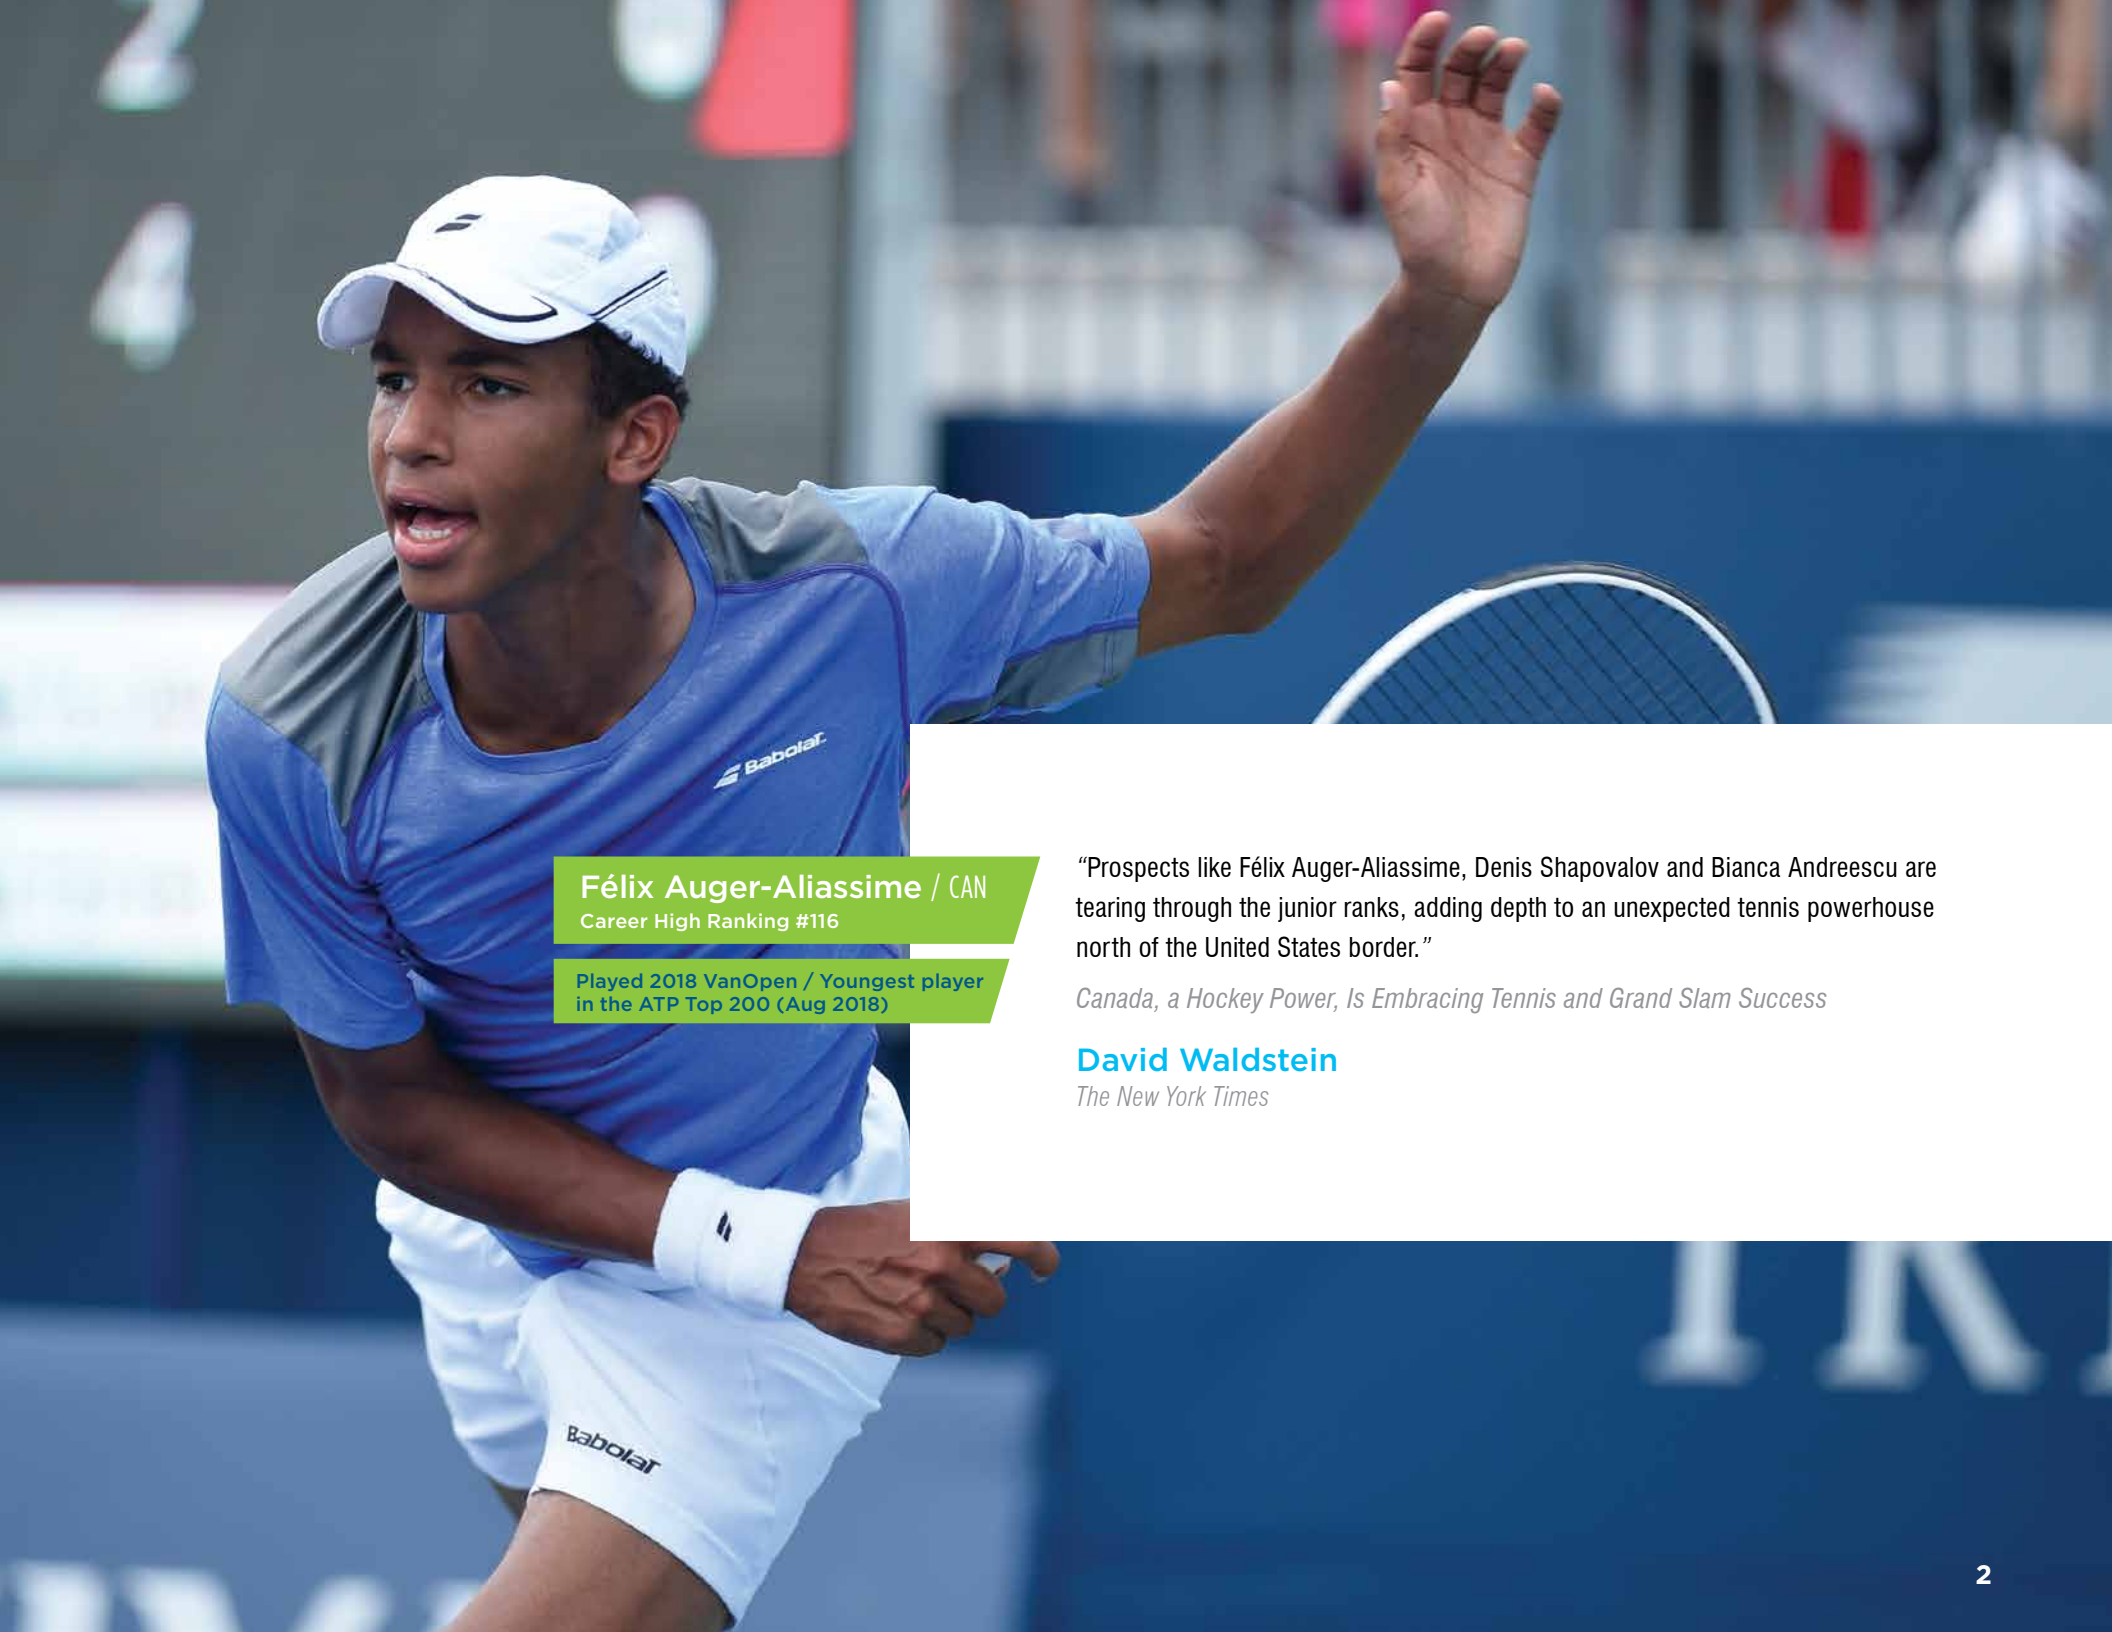 2
4
Babolat
Félix Auger-Aliassime / CAN
Career High Ranking #116
Played 2018 VanOpen / Youngest player
in the ATP Top 200 (Aug 2018)
“Prospects like Félix Auger-Aliassime, Denis Shapovalov and Bianca Andreescu are
tearing through the junior ranks, adding depth to an unexpected tennis powerhouse
north of the United States border.”
Canada, a Hockey Power, Is Embracing Tennis and Grand Slam Success
David Waldstein
The New York Times
Babolat
2